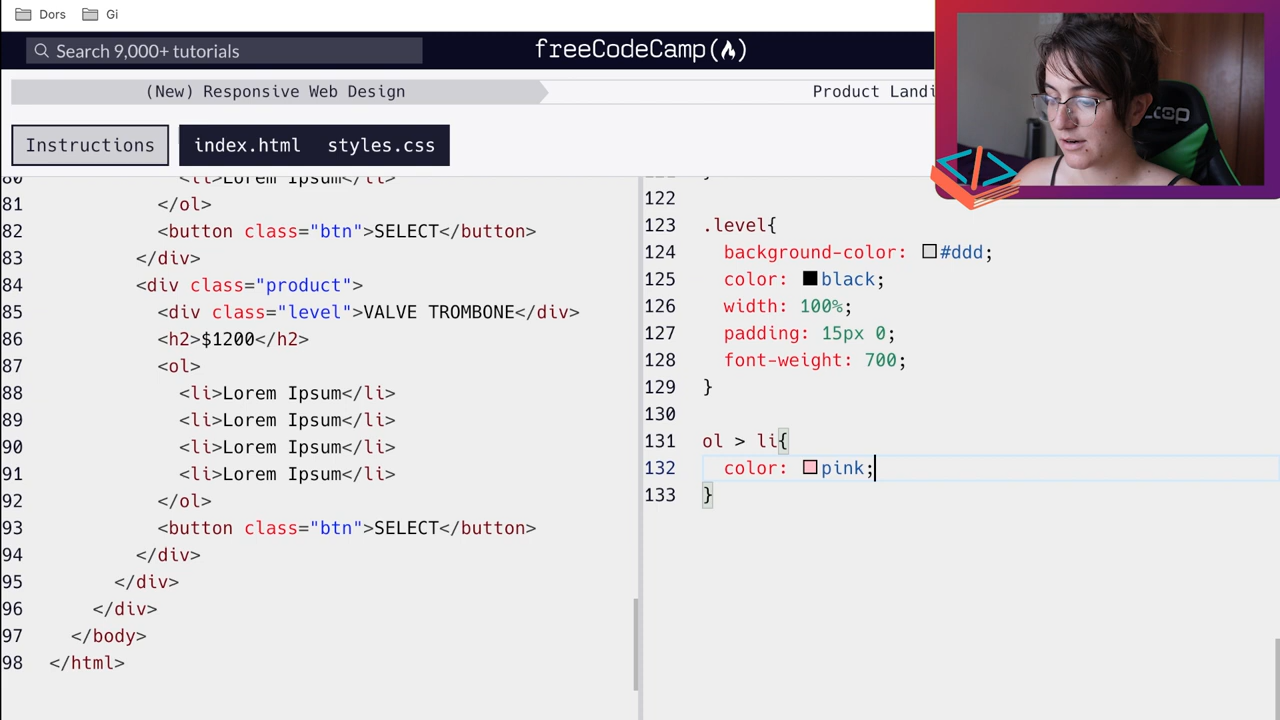 Dors Gi
Search 9,000+ tutorials
freeCodeCamp(🔥)
(New) Responsive Web Design
Product Landi
Instructions
index.html styles.css
80 <li>Lorem Ipsum</li>
81 </ol>
82 <button class="btn">SELECT</button>
83 </div>
84 <div class="product">
85 <div class="level">VALVE TROMBONE</div>
86 <h2>$1200</h2>
87 <ol>
88 <li>Lorem Ipsum</li>
89 <li>Lorem Ipsum</li>
90 <li>Lorem Ipsum</li>
91 <li>Lorem Ipsum</li>
92 </ol>
93 <button class="btn">SELECT</button>
94 </div>
95 </div>
96 </div>
97 </body>
98 </html>
122
123 .level{
124 background-color: #ddd;
125 color: black;
126 width: 100%;
127 padding: 15px 0;
128 font-weight: 700;
129 }
130
131 ol > li{
132 color: pink;
133 }